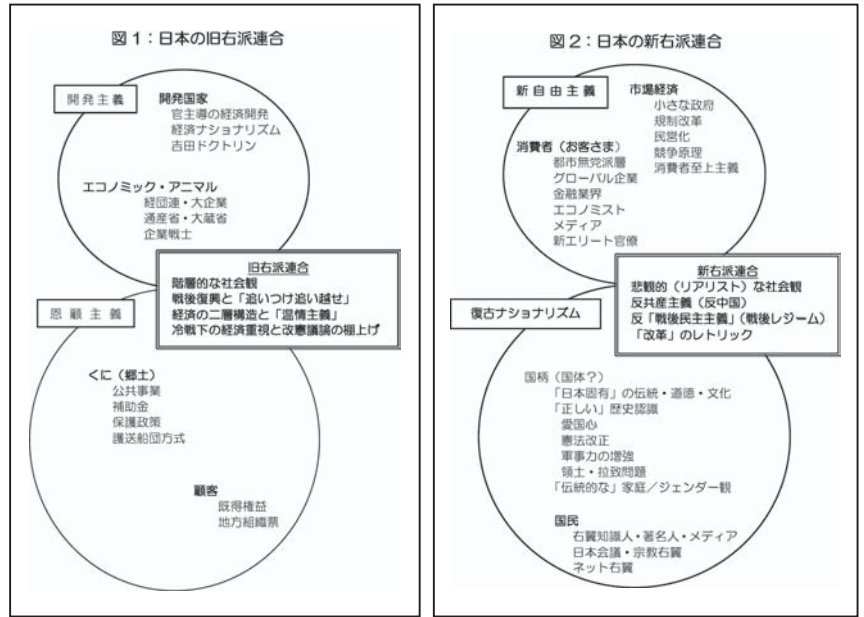 図1：日本の旧右派連合
開発主義
開発国家
官主導の経済開発
経済ナショナリズム
吉田ドクトリン
エコノミック・アニマル
経団連・大企業
通産省・大蔵省
企業戦士
旧右派連合
階層的な社会観
戦後復興と「追いつけ追い越せ」
経済の二層構造と「温情主義」
冷戦下の経済重視と改憲議論の棚上げ
恩顧主義
くに（郷土）
公共事業
補助金
保護政策
護送船団方式
顧客
既得権益
地方組織票
図2：日本の新右派連合
新自由主義
市場経済
小さな政府
規制改革
民営化
競争原理
消費者至上主義
消費者（お客さま）
都市無党派層
グローバル企業
金融業界
エコノミスト
メディア
新エリート官僚
新右派連合
悲観的（リアリスト）な社会観
反共産主義（反中国）
反「戦後民主主義」（戦後レジーム）
「改革」のレトリック
復古ナショナリズム
国柄（国体？）
「日本固有」の伝統・道徳・文化
「正しい」歴史認識
愛国心
憲法改正
軍事力の増強
領土・拉致問題
「伝統的な」家庭／ジェンダー観
国民
右翼知識人・著名人・メディア
日本会議・宗教右翼
ネット右翼